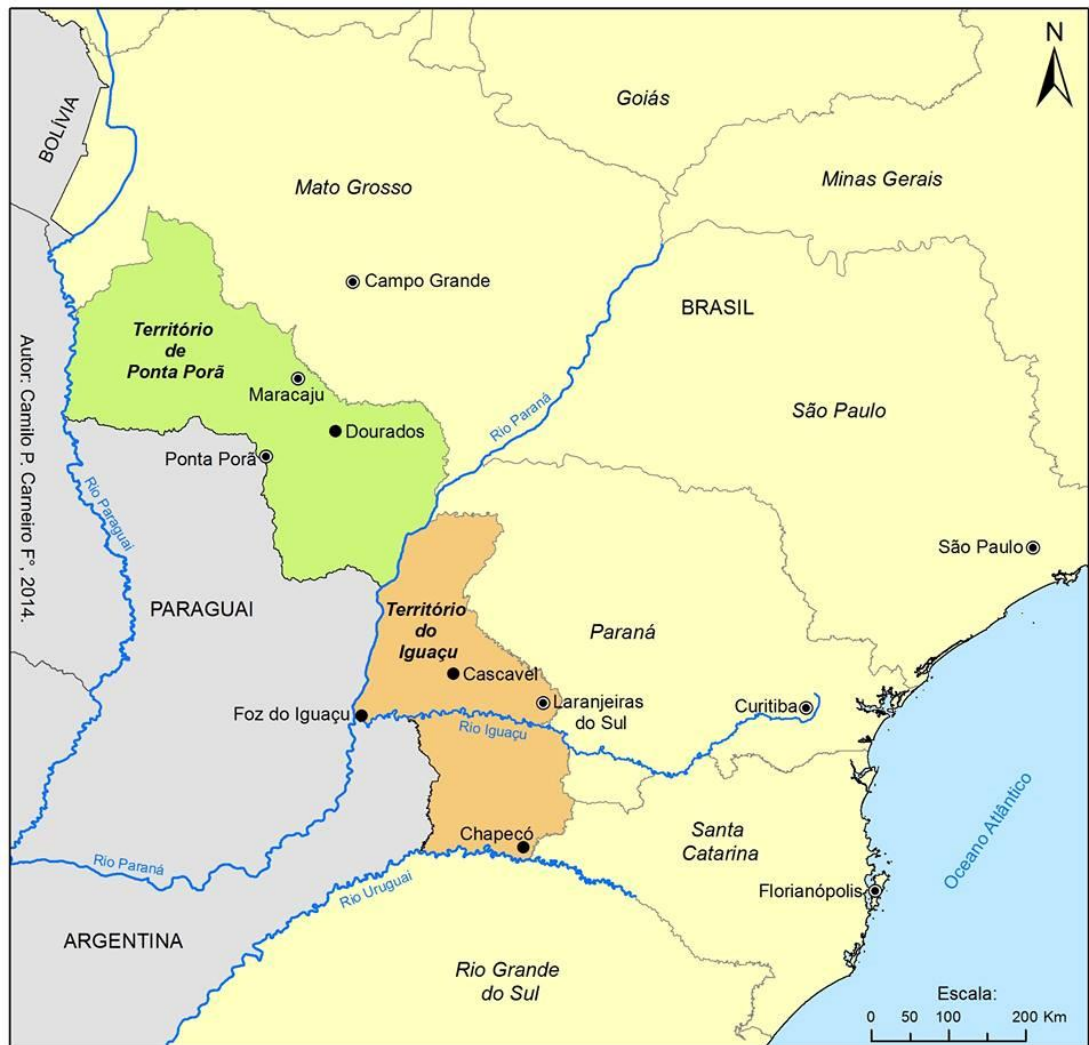 N
BOLÍVIA
Goiás
Mato Grosso
Minas Gerais
Campo Grande
BRASIL
Território
de
Ponta Porã
Maracaju
São Paulo
Dourados
Rio Paraná
Ponta Porã
Autor: Camilo P. Carneiro Fº, 2014.
Rio Paraguai
São Paulo
PARAGUAI
Território
do
Iguaçu
Paraná
Cascavel
Foz do Iguaçu
Laranjeiras
do Sul
Curitiba
Rio Iguaçu
Chapecó
Santa
Catarina
Oceano Atlântico
Rio Paraná
Rio Uruguai
Florianópolis
ARGENTINA
Rio Grande
do Sul
Escala:
0 50 100 200 Km